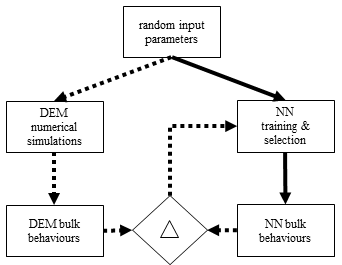 random input
parameters
DEM
numerical
simulations
NN
training &
selection
DEM bulk
behaviours
△
NN bulk
behaviours